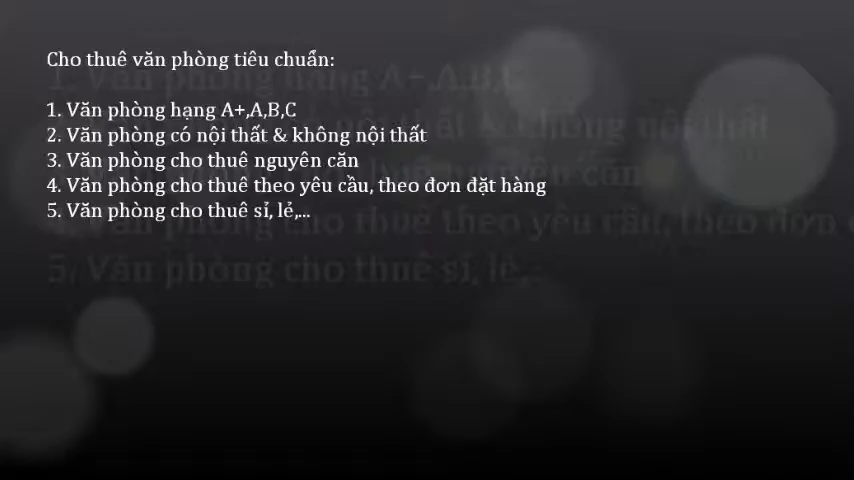 Cho thuê văn phòng tiêu chuẩn:
1. Văn phòng hạng A+,A,B,C
2. Văn phòng có nội thất & không nội thất
3. Văn phòng cho thuê nguyên căn
4. Văn phòng cho thuê theo yêu cầu, theo đơn đặt hàng
5. Văn phòng cho thuê sỉ, lẻ,...